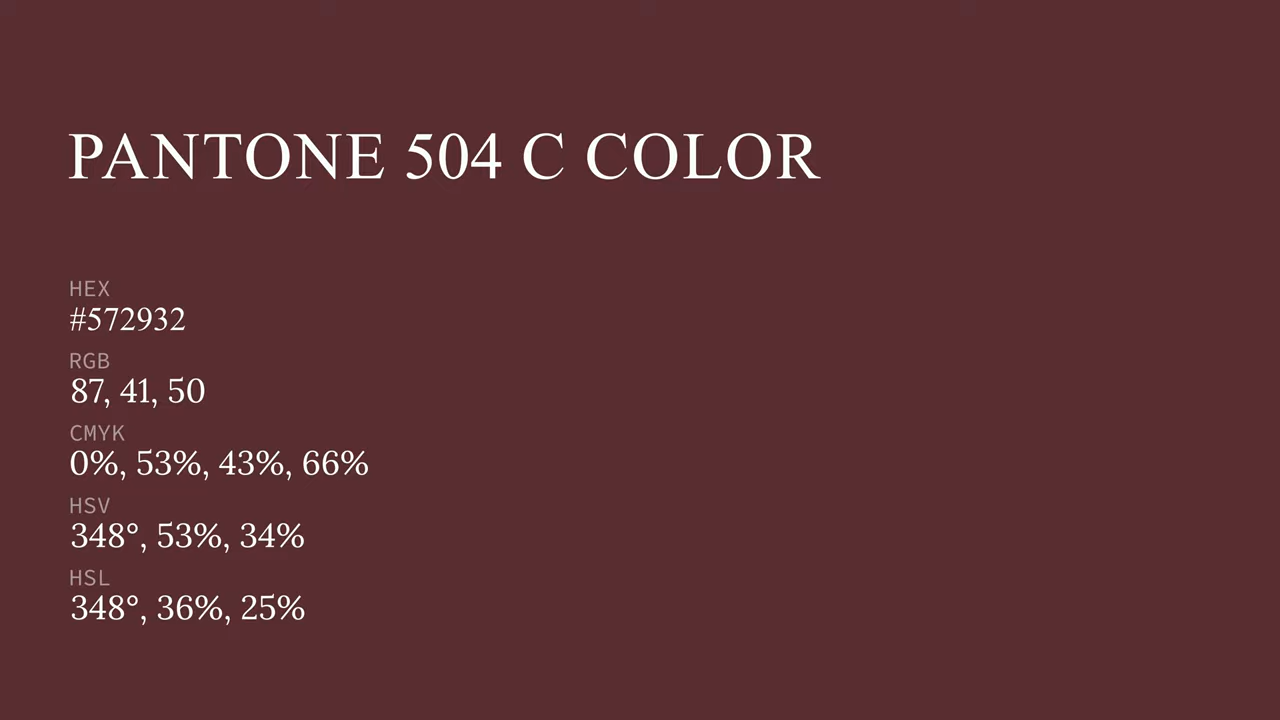 PANTONE 504 C COLOR
HEX
#572932
RGB
87, 41, 50
CMYK
0%, 53%, 43%, 66%
HSV
348°, 53%, 34%
HSL
348°, 36%, 25%